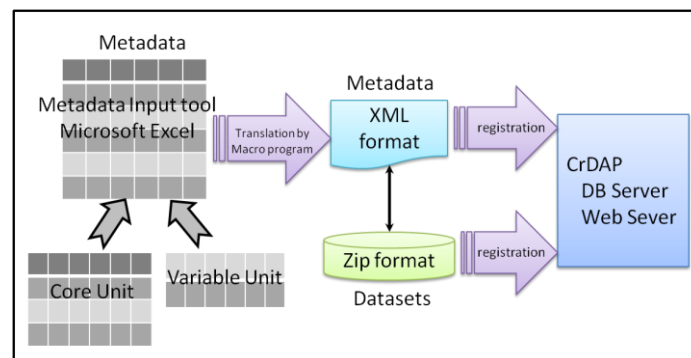 Metadata
Metadata Input tool
Microsoft Excel
Core Unit
Variable Unit
Translation by
Macro program
Metadata
XML
format
Zip format
Datasets
registration
registration
CrDAP
DB Server
Web Sever